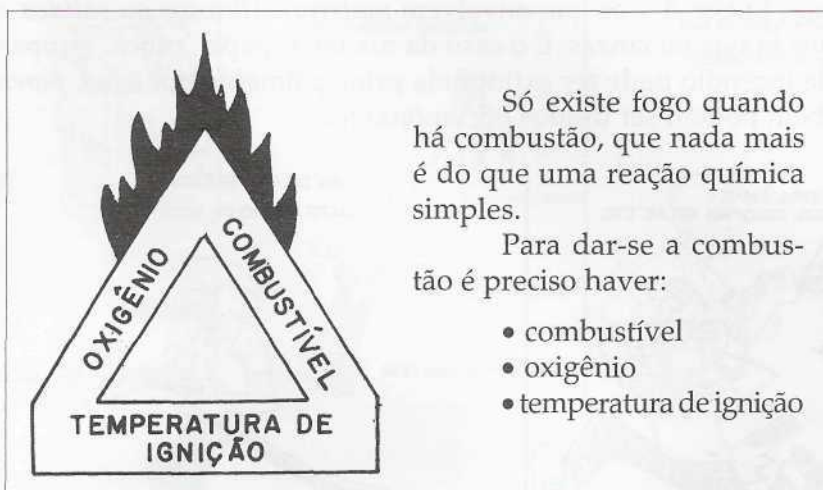 OXIGÊNIO
COMBUSTÍVEL
TEMPERATURA DE
IGNIÇÃO
Só existe fogo quando
há combustão, que nada mais
é do que uma reação química
simples.
Para dar-se a combus-
tão é preciso haver:
• combustível
• oxigênio
• temperatura de ignição